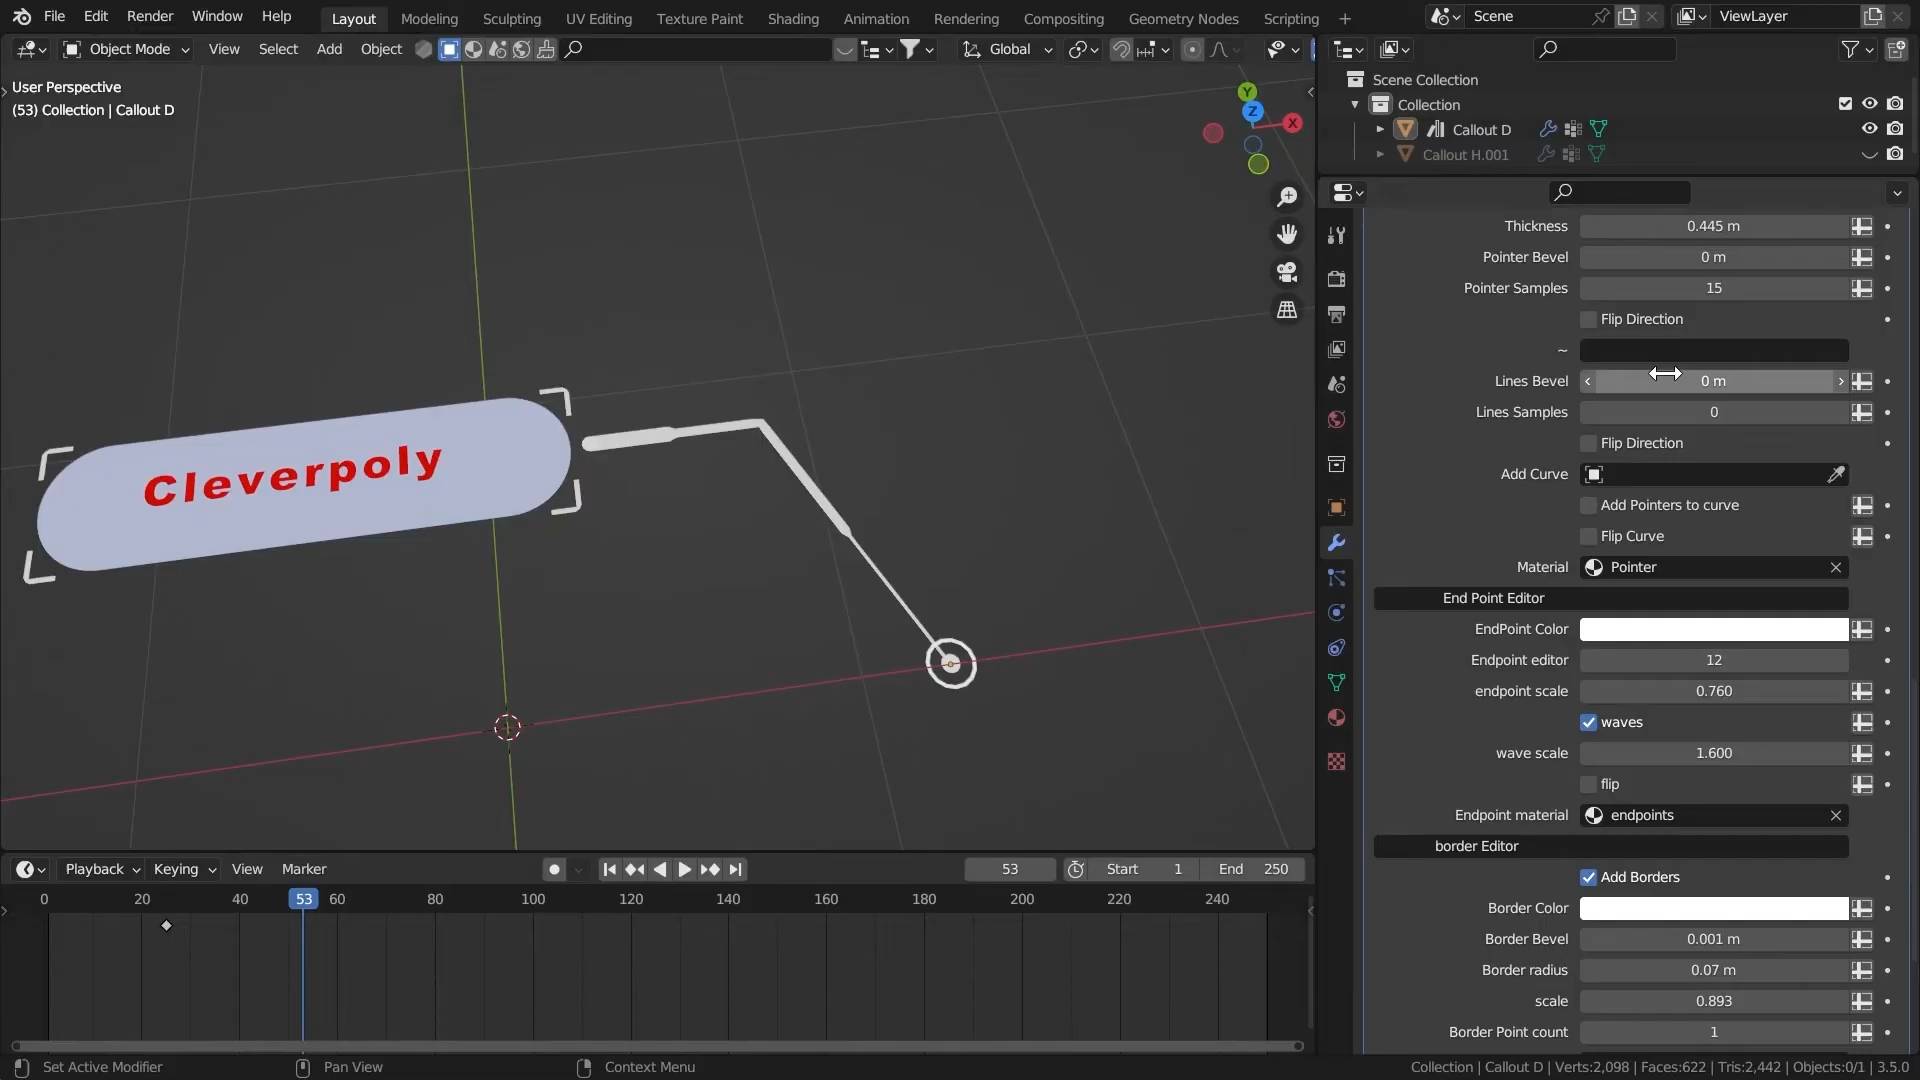 File Edit Render Window Help Layout Modeling Sculpting UV Editing Texture Paint Shading Animation Rendering Compositing Geometry Nodes Scripting + Scene ViewLayer
Object Mode View Select Add Object Global
User Perspective
(53) Collection | Callout D
Y
Z
X
Cleverpoly
Scene Collection
Collection
Callout D
Callout H.001
Thickness 0.445 m
Pointer Bevel 0 m
Pointer Samples 15
Flip Direction
~
Lines Bevel 0 m
Lines Samples 0
Flip Direction
Add Curve
Add Pointers to curve
Flip Curve
Material Pointer
End Point Editor
EndPoint Color
Endpoint editor 12
endpoint scale 0.760
waves
wave scale 1.600
flip
Endpoint material endpoints
border Editor
Add Borders
Border Color
Border Bevel 0.001 m
Border radius 0.07 m
scale 0.893
Border Point count 1
Playback Keying View Marker 53 Start 1 End 250
0 20 40 53 60 80 100 120 140 160 180 200 220 240
Set Active Modifier Pan View Context Menu Collection | Callout D | Verts:2,098 | Faces:622 | Tris:2,442 | Objects:0/1 | 3.5.0